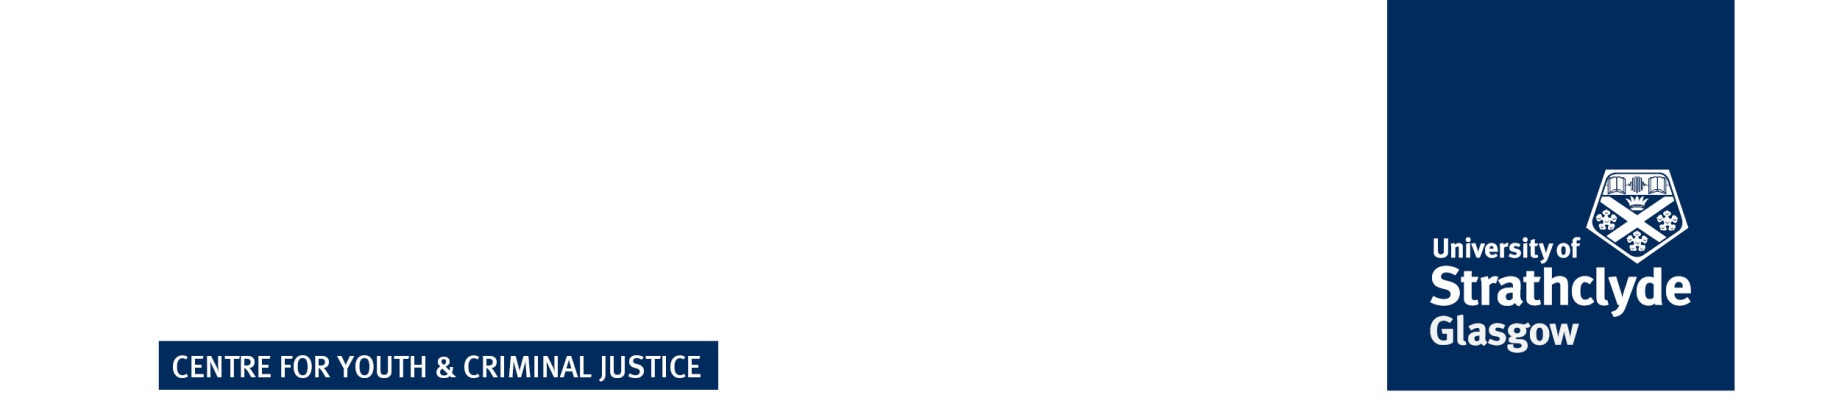 University of
Strathclyde
Glasgow
CENTRE FOR YOUTH & CRIMINAL JUSTICE